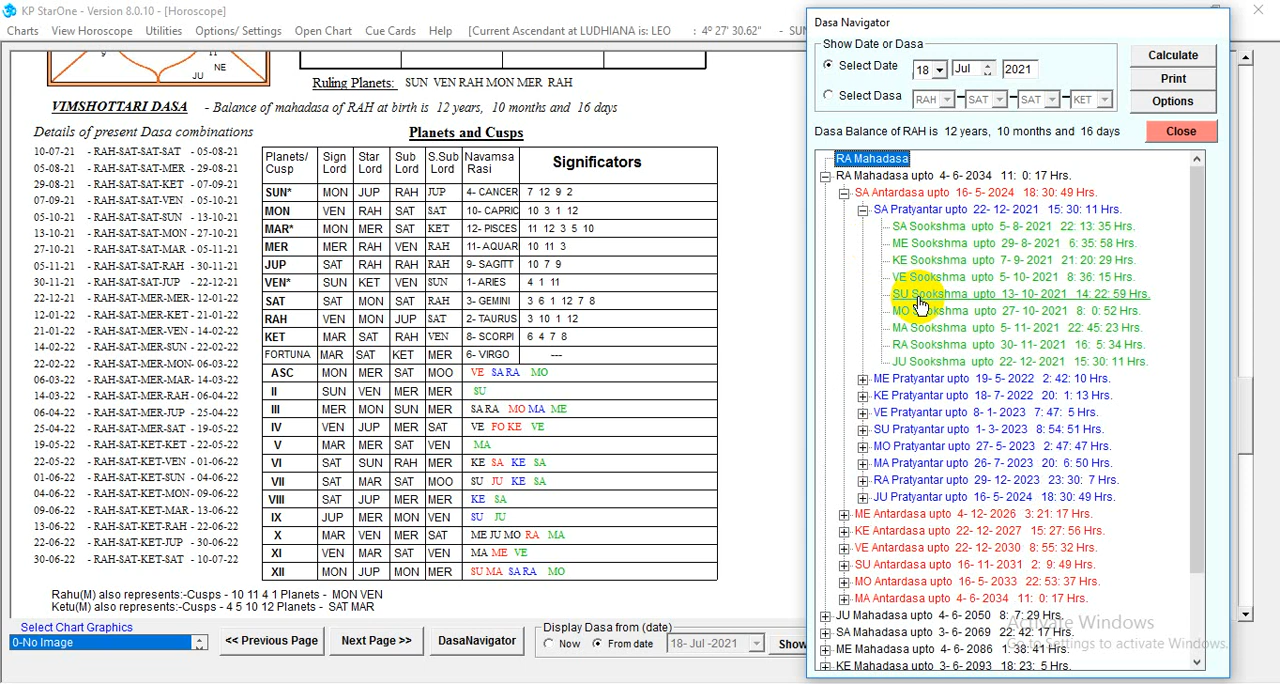 KP StarOne - Version 8.0.10 - [Horoscope]
Charts View Horoscope Utilities Options/ Settings Open Chart Cue Cards Help [Current Ascendant at LUDHIANA is: LEO : 4º 27' 30.62" - SUN
11 NE
JU
Ruling Planets: SUN VEN RAH MON MER RAH
VIMSHOTTARI DASA - Balance of mahadasa of RAH at birth is 12 years, 10 months and 16 days
Details of present Dasa combinations
Planets and Cusps
10-07-21 - RAH-SAT-SAT-SAT - 05-08-21
05-08-21 - RAH-SAT-SAT-MER - 29-08-21
29-08-21 - RAH-SAT-SAT-KET - 07-09-21
07-09-21 - RAH-SAT-SAT-VEN - 05-10-21
05-10-21 - RAH-SAT-SAT-SUN - 13-10-21
13-10-21 - RAH-SAT-SAT-MON - 27-10-21
27-10-21 - RAH-SAT-SAT-MAR - 05-11-21
05-11-21 - RAH-SAT-SAT-RAH - 30-11-21
30-11-21 - RAH-SAT-SAT-JUP - 22-12-21
22-12-21 - RAH-SAT-MER-MER- 12-01-22
12-01-22 - RAH-SAT-MER-KET - 21-01-22
21-01-22 - RAH-SAT-MER-VEN - 14-02-22
14-02-22 - RAH-SAT-MER-SUN - 22-02-22
22-02-22 - RAH-SAT-MER-MON- 06-03-22
06-03-22 - RAH-SAT-MER-MAR- 14-03-22
14-03-22 - RAH-SAT-MER-RAH - 06-04-22
06-04-22 - RAH-SAT-MER-JUP - 25-04-22
25-04-22 - RAH-SAT-MER-SAT - 19-05-22
19-05-22 - RAH-SAT-KET-KET - 22-05-22
22-05-22 - RAH-SAT-KET-VEN - 01-06-22
01-06-22 - RAH-SAT-KET-SUN - 04-06-22
04-06-22 - RAH-SAT-KET-MON- 09-06-22
09-06-22 - RAH-SAT-KET-MAR - 13-06-22
13-06-22 - RAH-SAT-KET-RAH - 22-06-22
22-06-22 - RAH-SAT-KET-JUP - 30-06-22
30-06-22 - RAH-SAT-KET-SAT - 10-07-22
Planets/ Cusp Sign Lord Star Lord Sub Lord S.Sub Lord Navamsa Rasi Significators
SUN* MON JUP RAH JUP 4- CANCER 7 12 9 2
MON VEN RAH SAT SAT 10- CAPRIC 10 3 1 12
MAR* MON MER SAT KET 12- PISCES 11 12 3 5 10
MER MER RAH VEN RAH 11- AQUAR 10 11 3
JUP SAT RAH RAH RAH 9- SAGITT 10 7 9
VEN* SUN KET VEN SUN 1- ARIES 4 1 11
SAT SAT MON SAT RAH 3- GEMINI 3 6 1 12 7 8
RAH VEN MON JUP SAT 2- TAURUS 3 10 1 12
KET MAR SAT RAH VEN 8- SCORPI 6 4 7 8
FORTUNA MAR SAT KET MER 6- VIRGO ---
ASC MON MER SAT MOO VE SA RA MO
II SUN VEN MER MER SU
III MER MON SUN MER SA RA MO MA ME
IV VEN JUP MER SAT VE FO KE VE
V MAR MER SAT VEN MA
VI SAT SUN RAH MER KE SA KE SA
VII SAT MAR SAT MOO SU JU KE SA
VIII SAT JUP MER MER KE SA
IX JUP MER MON VEN SU JU
X MAR VEN MER SAT ME JU MO RA MA
XI VEN MAR SAT VEN MA ME VE
XII MON JUP MON MER SU MA SA RA MO
Rahu(M) also represents:-Cusps - 10 11 4 1 Planets - MON VEN
Ketu(M) also represents:-Cusps - 4 5 10 12 Planets - SAT MAR
Select Chart Graphics
0-No Image
<< Previous Page
Next Page >>
DasaNavigator
Display Dasa from (date)
Now From date 18- Jul -2021 Show
Dasa Navigator
Show Date or Dasa
Select Date 18 Jul 2021
Select Dasa RAH - SAT - SAT - KET
Calculate
Print
Options
Close
Dasa Balance of RAH is 12 years, 10 months and 16 days
RA Mahadasa
RA Mahadasa upto 4- 6- 2034 11: 0: 17 Hrs.
SA Antardasa upto 16- 5- 2024 18: 30: 49 Hrs.
SA Pratyantar upto 22- 12- 2021 15: 30: 11 Hrs.
SA Sookshma upto 5- 8- 2021 22: 13: 35 Hrs.
ME Sookshma upto 29- 8- 2021 6: 35: 58 Hrs.
KE Sookshma upto 7- 9- 2021 21: 20: 29 Hrs.
VE Sookshma upto 5- 10- 2021 8: 36: 15 Hrs.
SU Sookshma upto 13- 10- 2021 14: 22: 59 Hrs.
MO Sookshma upto 27- 10- 2021 8: 0: 52 Hrs.
MA Sookshma upto 5- 11- 2021 22: 45: 23 Hrs.
RA Sookshma upto 30- 11- 2021 16: 5: 34 Hrs.
JU Sookshma upto 22- 12- 2021 15: 30: 11 Hrs.
ME Pratyantar upto 19- 5- 2022 2: 42: 10 Hrs.
KE Pratyantar upto 18- 7- 2022 20: 1: 13 Hrs.
VE Pratyantar upto 8- 1- 2023 7: 47: 5 Hrs.
SU Pratyantar upto 1- 3- 2023 8: 54: 51 Hrs.
MO Pratyantar upto 27- 5- 2023 2: 47: 47 Hrs.
MA Pratyantar upto 26- 7- 2023 20: 6: 50 Hrs.
RA Pratyantar upto 29- 12- 2023 23: 30: 7 Hrs.
JU Pratyantar upto 16- 5- 2024 18: 30: 49 Hrs.
ME Antardasa upto 4- 12- 2026 3: 21: 17 Hrs.
KE Antardasa upto 22- 12- 2027 15: 27: 56 Hrs.
VE Antardasa upto 22- 12- 2030 8: 55: 32 Hrs.
SU Antardasa upto 16- 11- 2031 2: 9: 49 Hrs.
MO Antardasa upto 16- 5- 2033 22: 53: 37 Hrs.
MA Antardasa upto 4- 6- 2034 11: 0: 17 Hrs.
JU Mahadasa upto 4- 6- 2050 8: 7: 29 Hrs.
SA Mahadasa upto 3- 6- 2069 22: 42: 17 Hrs.
ME Mahadasa upto 4- 6- 2086 1: 38: 41 Hrs.
KE Mahadasa upto 3- 6- 2093 18: 23: 5 Hrs.
Activate Windows
Go to Settings to activate Windows.